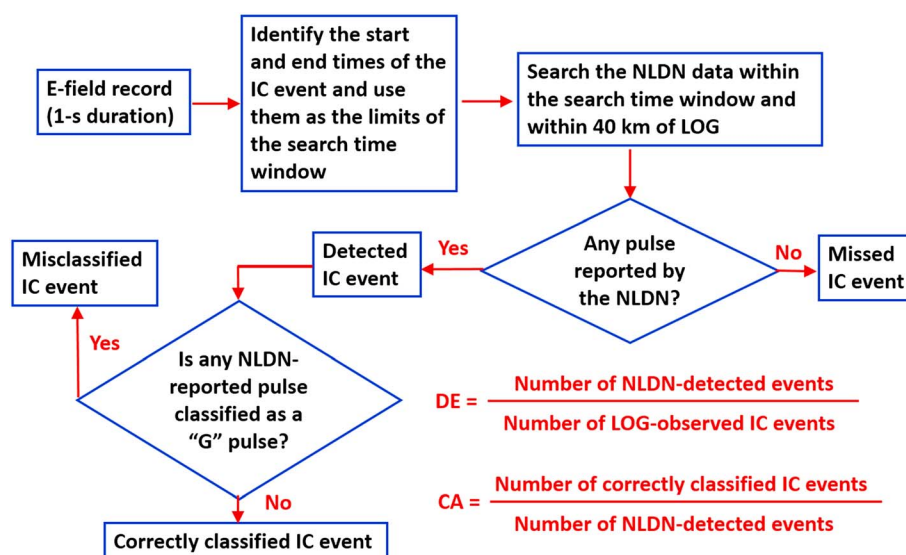 E-field record
(1-s duration)
Identify the start
and end times of the
IC event and use
them as the limits of
the search time
window
Search the NLDN data within
the search time window and
within 40 km of LOG
Any pulse
reported by
the NLDN?
Yes
No
Detected
IC event
Missed
IC event
Misclassified
IC event
Yes
Is any NLDN-
reported pulse
classified as a
“G” pulse?
No
Correctly classified IC event
DE =
Number of NLDN-detected events
Number of LOG-observed IC events
CA =
Number of correctly classified IC events
Number of NLDN-detected events